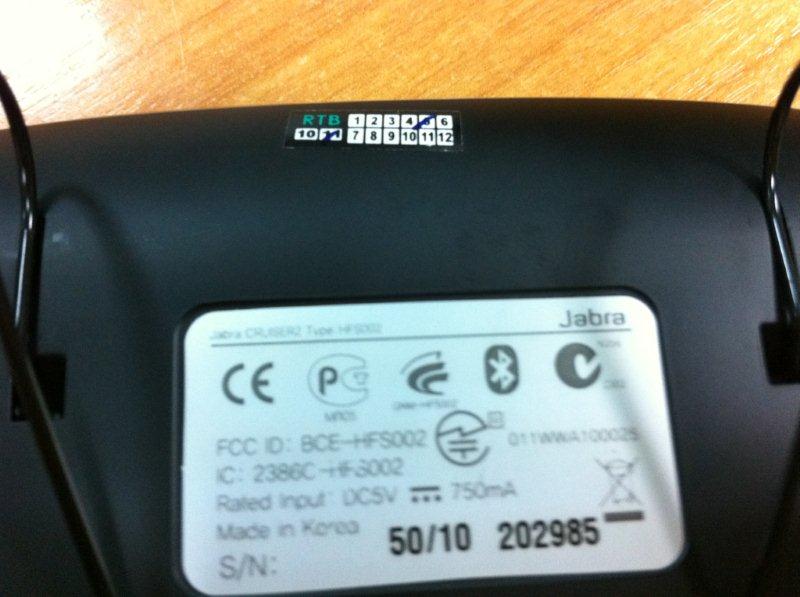 RTB 1 2 3 4 5 6
10 11 7 8 9 10 11 12
Jabra CRUISER2 Type: HFS002 Jabra
CE
FCC ID: BCE-HFS002 011WWA100025
IC: 2386C-HFS002
Rated Input: DC5V 750mA
Made in Korea
S/N: 50/10 202985